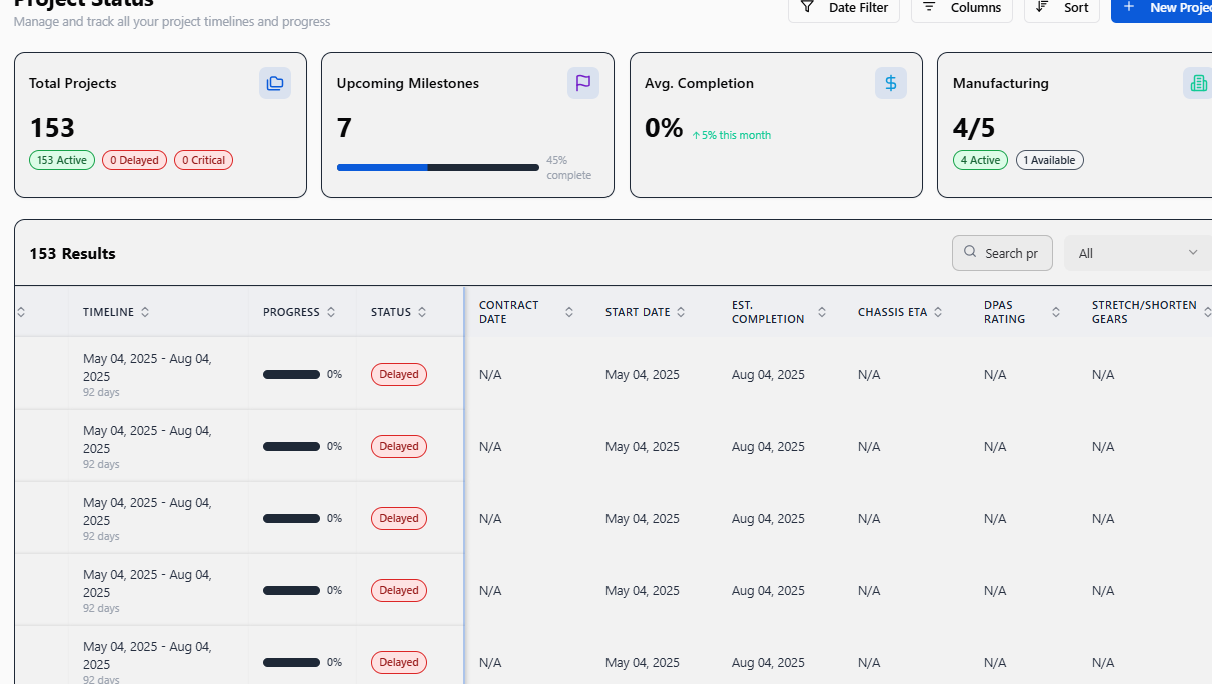 Project Status
Manage and track all your project timelines and progress
Date Filter
Columns
Sort
New Projec
Total Projects
153
153 Active
0 Delayed
0 Critical
Upcoming Milestones
7
45%
complete
Avg. Completion
0%
↑ 5% this month
Manufacturing
4/5
4 Active
1 Available
153 Results
Search pr
All
TIMELINE
PROGRESS
STATUS
CONTRACT
DATE
START DATE
EST.
COMPLETION
CHASSIS ETA
DPAS
RATING
STRETCH/SHORTEN
GEARS
May 04, 2025 - Aug 04,
2025
92 days
0%
Delayed
N/A
May 04, 2025
Aug 04, 2025
N/A
N/A
N/A
May 04, 2025 - Aug 04,
2025
92 days
0%
Delayed
N/A
May 04, 2025
Aug 04, 2025
N/A
N/A
N/A
May 04, 2025 - Aug 04,
2025
92 days
0%
Delayed
N/A
May 04, 2025
Aug 04, 2025
N/A
N/A
N/A
May 04, 2025 - Aug 04,
2025
92 days
0%
Delayed
N/A
May 04, 2025
Aug 04, 2025
N/A
N/A
N/A
May 04, 2025 - Aug 04,
2025
92 days
0%
Delayed
N/A
May 04, 2025
Aug 04, 2025
N/A
N/A
N/A